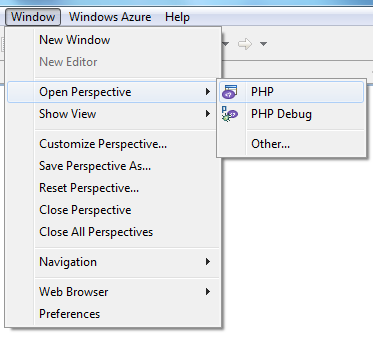 Window Windows Azure Help
New Window
New Editor
Open Perspective PHP
Show View PHP Debug
Customize Perspective... Other...
Save Perspective As...
Reset Perspective...
Close Perspective
Close All Perspectives
Navigation
Web Browser
Preferences